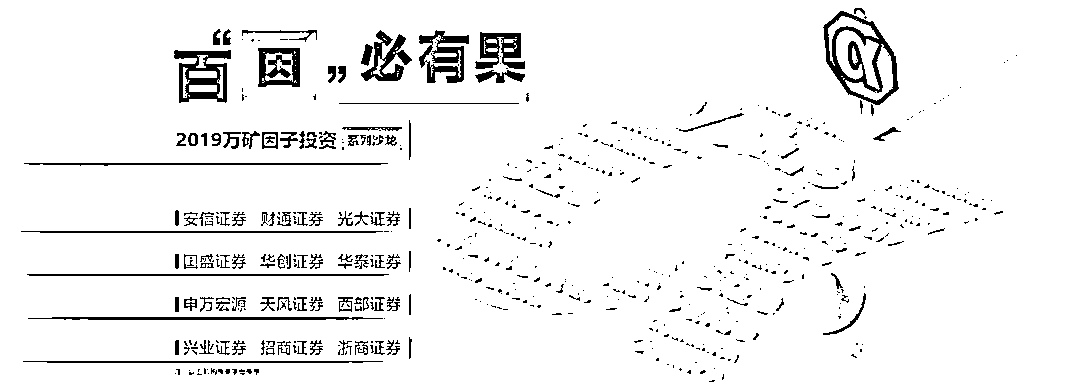 百“因”必有果
2019万矿因子投资 系列沙龙
安信证券 财通证券 光大证券
国盛证券 华创证券 华泰证券
申万宏源 天风证券 西部证券
兴业证券 招商证券 浙商证券